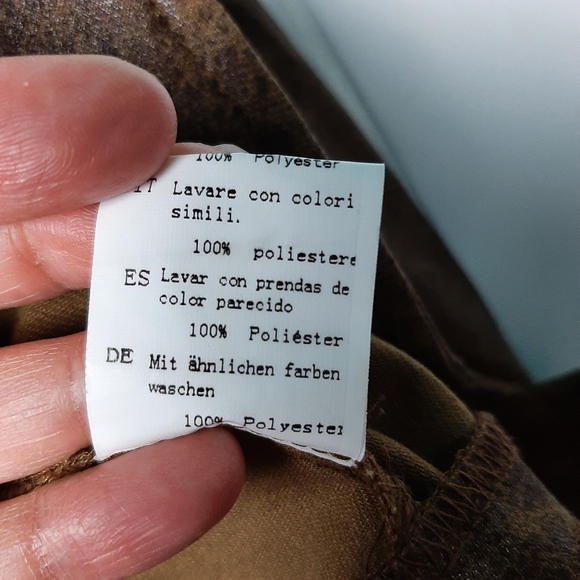 100% Polyester
IT Lavare con colori
simili.
100% poliestere
ES Lavar con prendas de
color parecido
100% Poliéster
DE Mit ähnlichen farben
waschen
100% Polyester